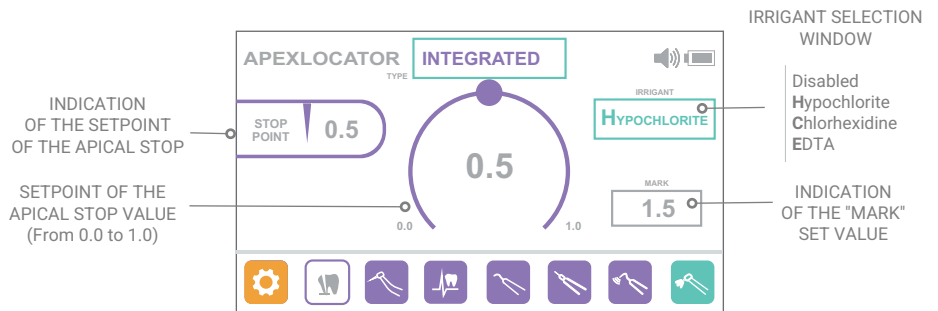 IRRIGANT SELECTION
WINDOW
APEXLOCATOR
TYPE
INTEGRATED
INDICATION
OF THE SETPOINT
OF THE APICAL STOP
STOP
POINT
0.5
IRRIGANT
HYPOCHLORITE
Disabled
Hypochlorite
Chlorhexidine
EDTA
0.5
SETPOINT OF THE
APICAL STOP VALUE
(From 0.0 to 1.0)
0.0
1.0
MARK
1.5
INDICATION
OF THE "MARK"
SET VALUE